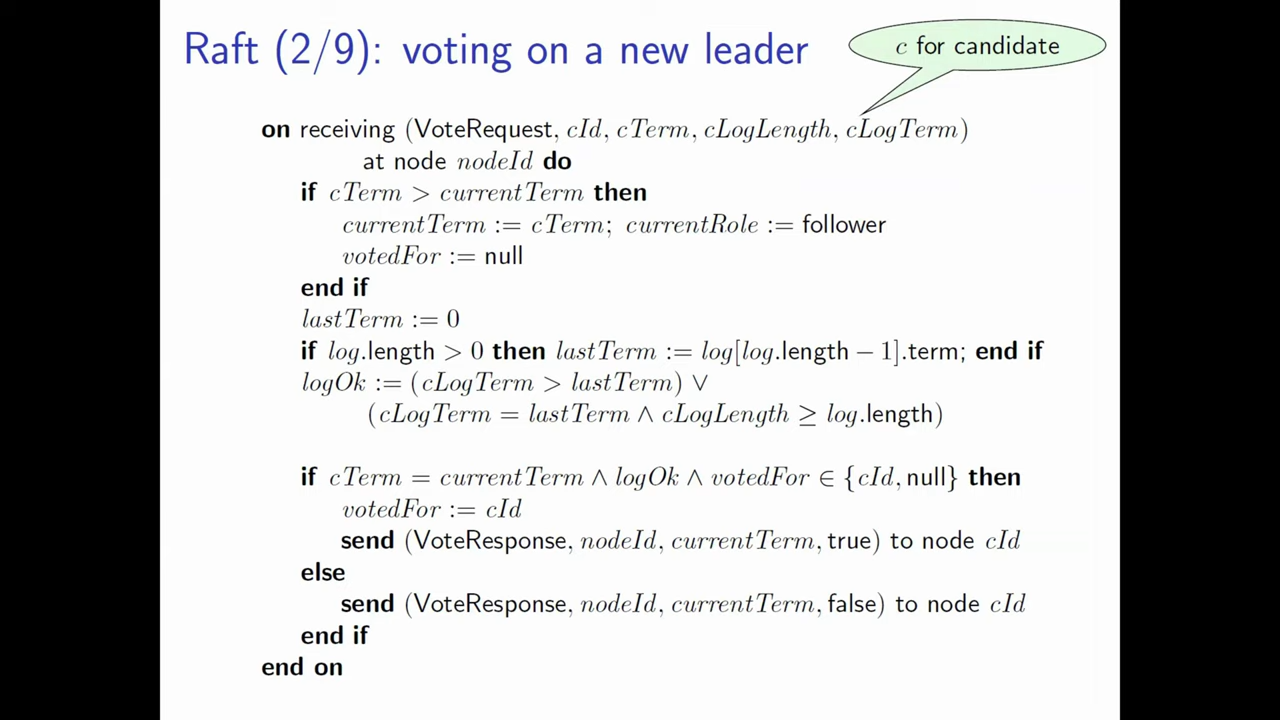 Raft (2/9): voting on a new leader
c for candidate
on receiving (VoteRequest, cId, cTerm, cLogLength, cLogTerm)
at node nodeId do
if cTerm > currentTerm then
currentTerm := cTerm; currentRole := follower
votedFor := null
end if
lastTerm := 0
if log.length > 0 then lastTerm := log[log.length − 1].term; end if
logOk := (cLogTerm > lastTerm) ∨
(cLogTerm = lastTerm ∧ cLogLength ≥ log.length)
if cTerm = currentTerm ∧ logOk ∧ votedFor ∈ {cId, null} then
votedFor := cId
send (VoteResponse, nodeId, currentTerm, true) to node cId
else
send (VoteResponse, nodeId, currentTerm, false) to node cId
end if
end on